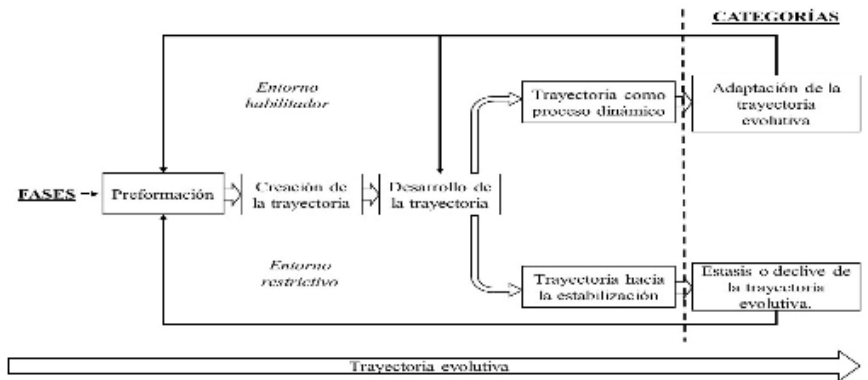 CATEGORÍAS
Entorno
habilitador
Trayectoria como
proceso dinámico
Adaptación de la
trayectoria
evolutiva
FASES
Preformación
Creación de
la trayectoria
Desarrollo de
la trayectoria
Entorno
restrictivo
Trayectoria hacia
la estabilización
Estasis o declive de
la trayectoria
evolutiva.
Trayectoria evolutiva